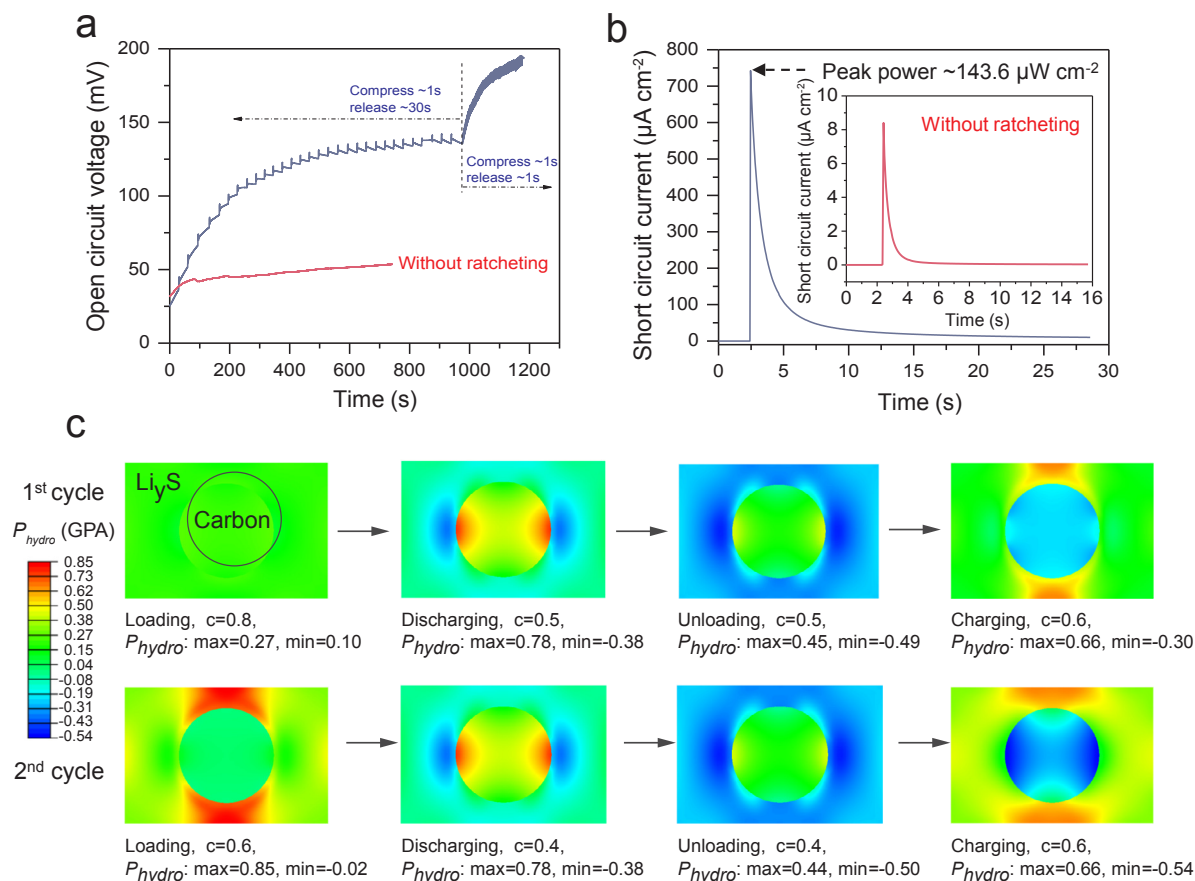 a
Open circuit voltage (mV)
200
150
100
50
0
Compress ~1s
release ~30s
Compress ~1s
release ~1s
Without ratcheting
0 200 400 600 800 1000 1200
Time (s)
b
Short circuit current (µA cm-2)
800
700
600
500
400
300
200
100
0
Peak power ~143.6 µW cm-2
Short circuit current (µA cm-2)
10
8
6
4
2
0
Without ratcheting
0 2 4 6 8 10 12 14 16
Time (s)
0 5 10 15 20 25 30
Time (s)
c
1st cycle
Phydro (GPA)
0.85
0.73
0.62
0.50
0.38
0.27
0.15
0.04
-0.08
-0.19
-0.31
-0.43
-0.54
2nd cycle
LiyS
Carbon
Loading, c=0.8,
Phydro: max=0.27, min=0.10
Discharging, c=0.5,
Phydro: max=0.78, min=-0.38
Unloading, c=0.5,
Phydro: max=0.45, min=-0.49
Charging, c=0.6,
Phydro: max=0.66, min=-0.30
Loading, c=0.6,
Phydro: max=0.85, min=-0.02
Discharging, c=0.4,
Phydro: max=0.78, min=-0.38
Unloading, c=0.4,
Phydro: max=0.44, min=-0.50
Charging, c=0.6,
Phydro: max=0.66, min=-0.54